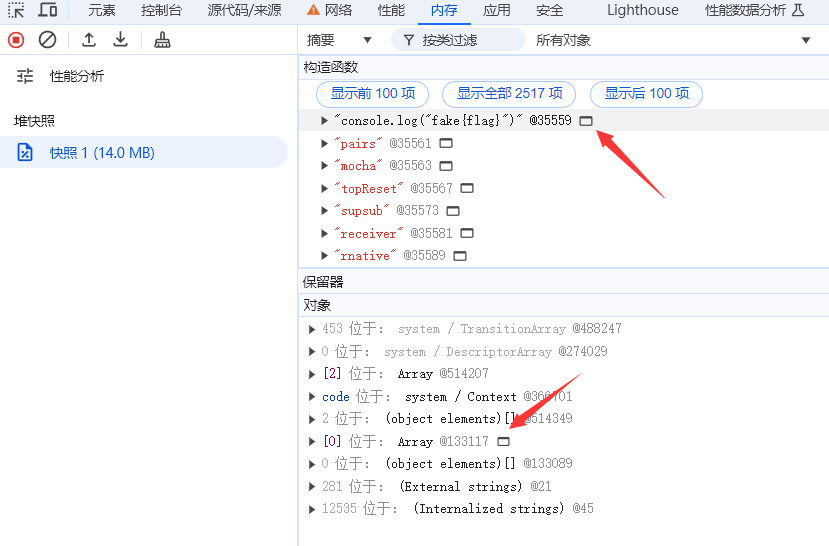 元素 控制台 源代码/来源 网络 性能 内存 应用 安全 Lighthouse 性能数据分析
摘要 按类过滤 所有对象
性能分析
堆快照
快照 1 (14.0 MB)
构造函数
显示前 100 项 显示全部 2517 项 显示后 100 项
"console.log("fake{flag}")" @35559
"pairs" @35561
"mocha" @35563
"topReset" @35567
"supsub" @35573
"receiver" @35581
"rnative" @35589
保留器
对象
453 位于: system / TransitionArray @488247
0 位于: system / DescriptorArray @274029
[2] 位于: Array @514207
code 位于: system / Context
2 位于: (object elements)[] @514349
[0] 位于: Array @133117
0 位于: (object elements)[] @133089
281 位于: (External strings) @21
12535 位于: (Internalized strings) @45